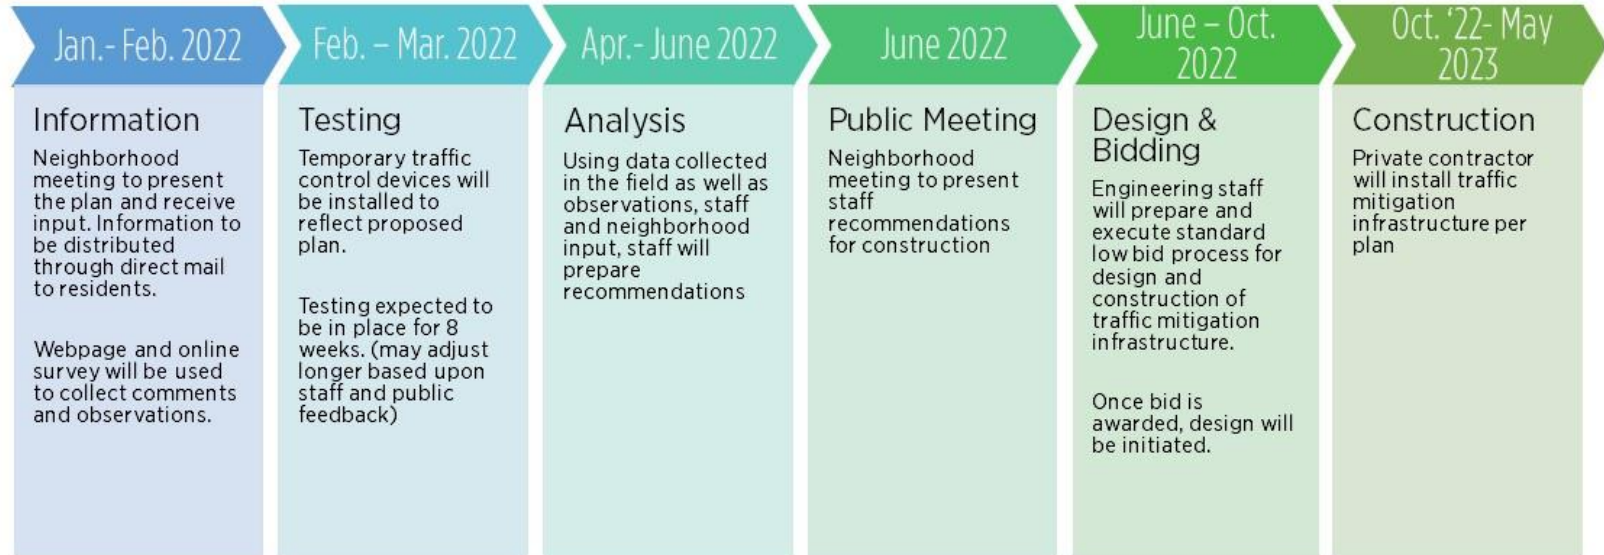 Jan.- Feb. 2022
Information
Neighborhood
meeting to present
the plan and receive
input. Information to
be distributed
through direct mail
to residents.
Webpage and online
survey will be used
to collect comments
and observations.
Feb. – Mar. 2022
Testing
Temporary traffic
control devices will
be installed to
reflect proposed
plan.
Testing expected to
be in place for 8
weeks. (may adjust
longer based upon
staff and public
feedback)
Apr.- June 2022
Analysis
Using data collected
in the field as well as
observations, staff
and neighborhood
input, staff will
prepare
recommendations
June 2022
Public Meeting
Neighborhood
meeting to present
staff
recommendations
for construction
June – Oct.
2022
Design &
Bidding
Engineering staff
will prepare and
execute standard
low bid process for
design and
construction of
traffic mitigation
infrastructure.
Once bid is
awarded, design will
be initiated.
Oct. ‘22- May
2023
Construction
Private contractor
will install traffic
mitigation
infrastructure per
plan